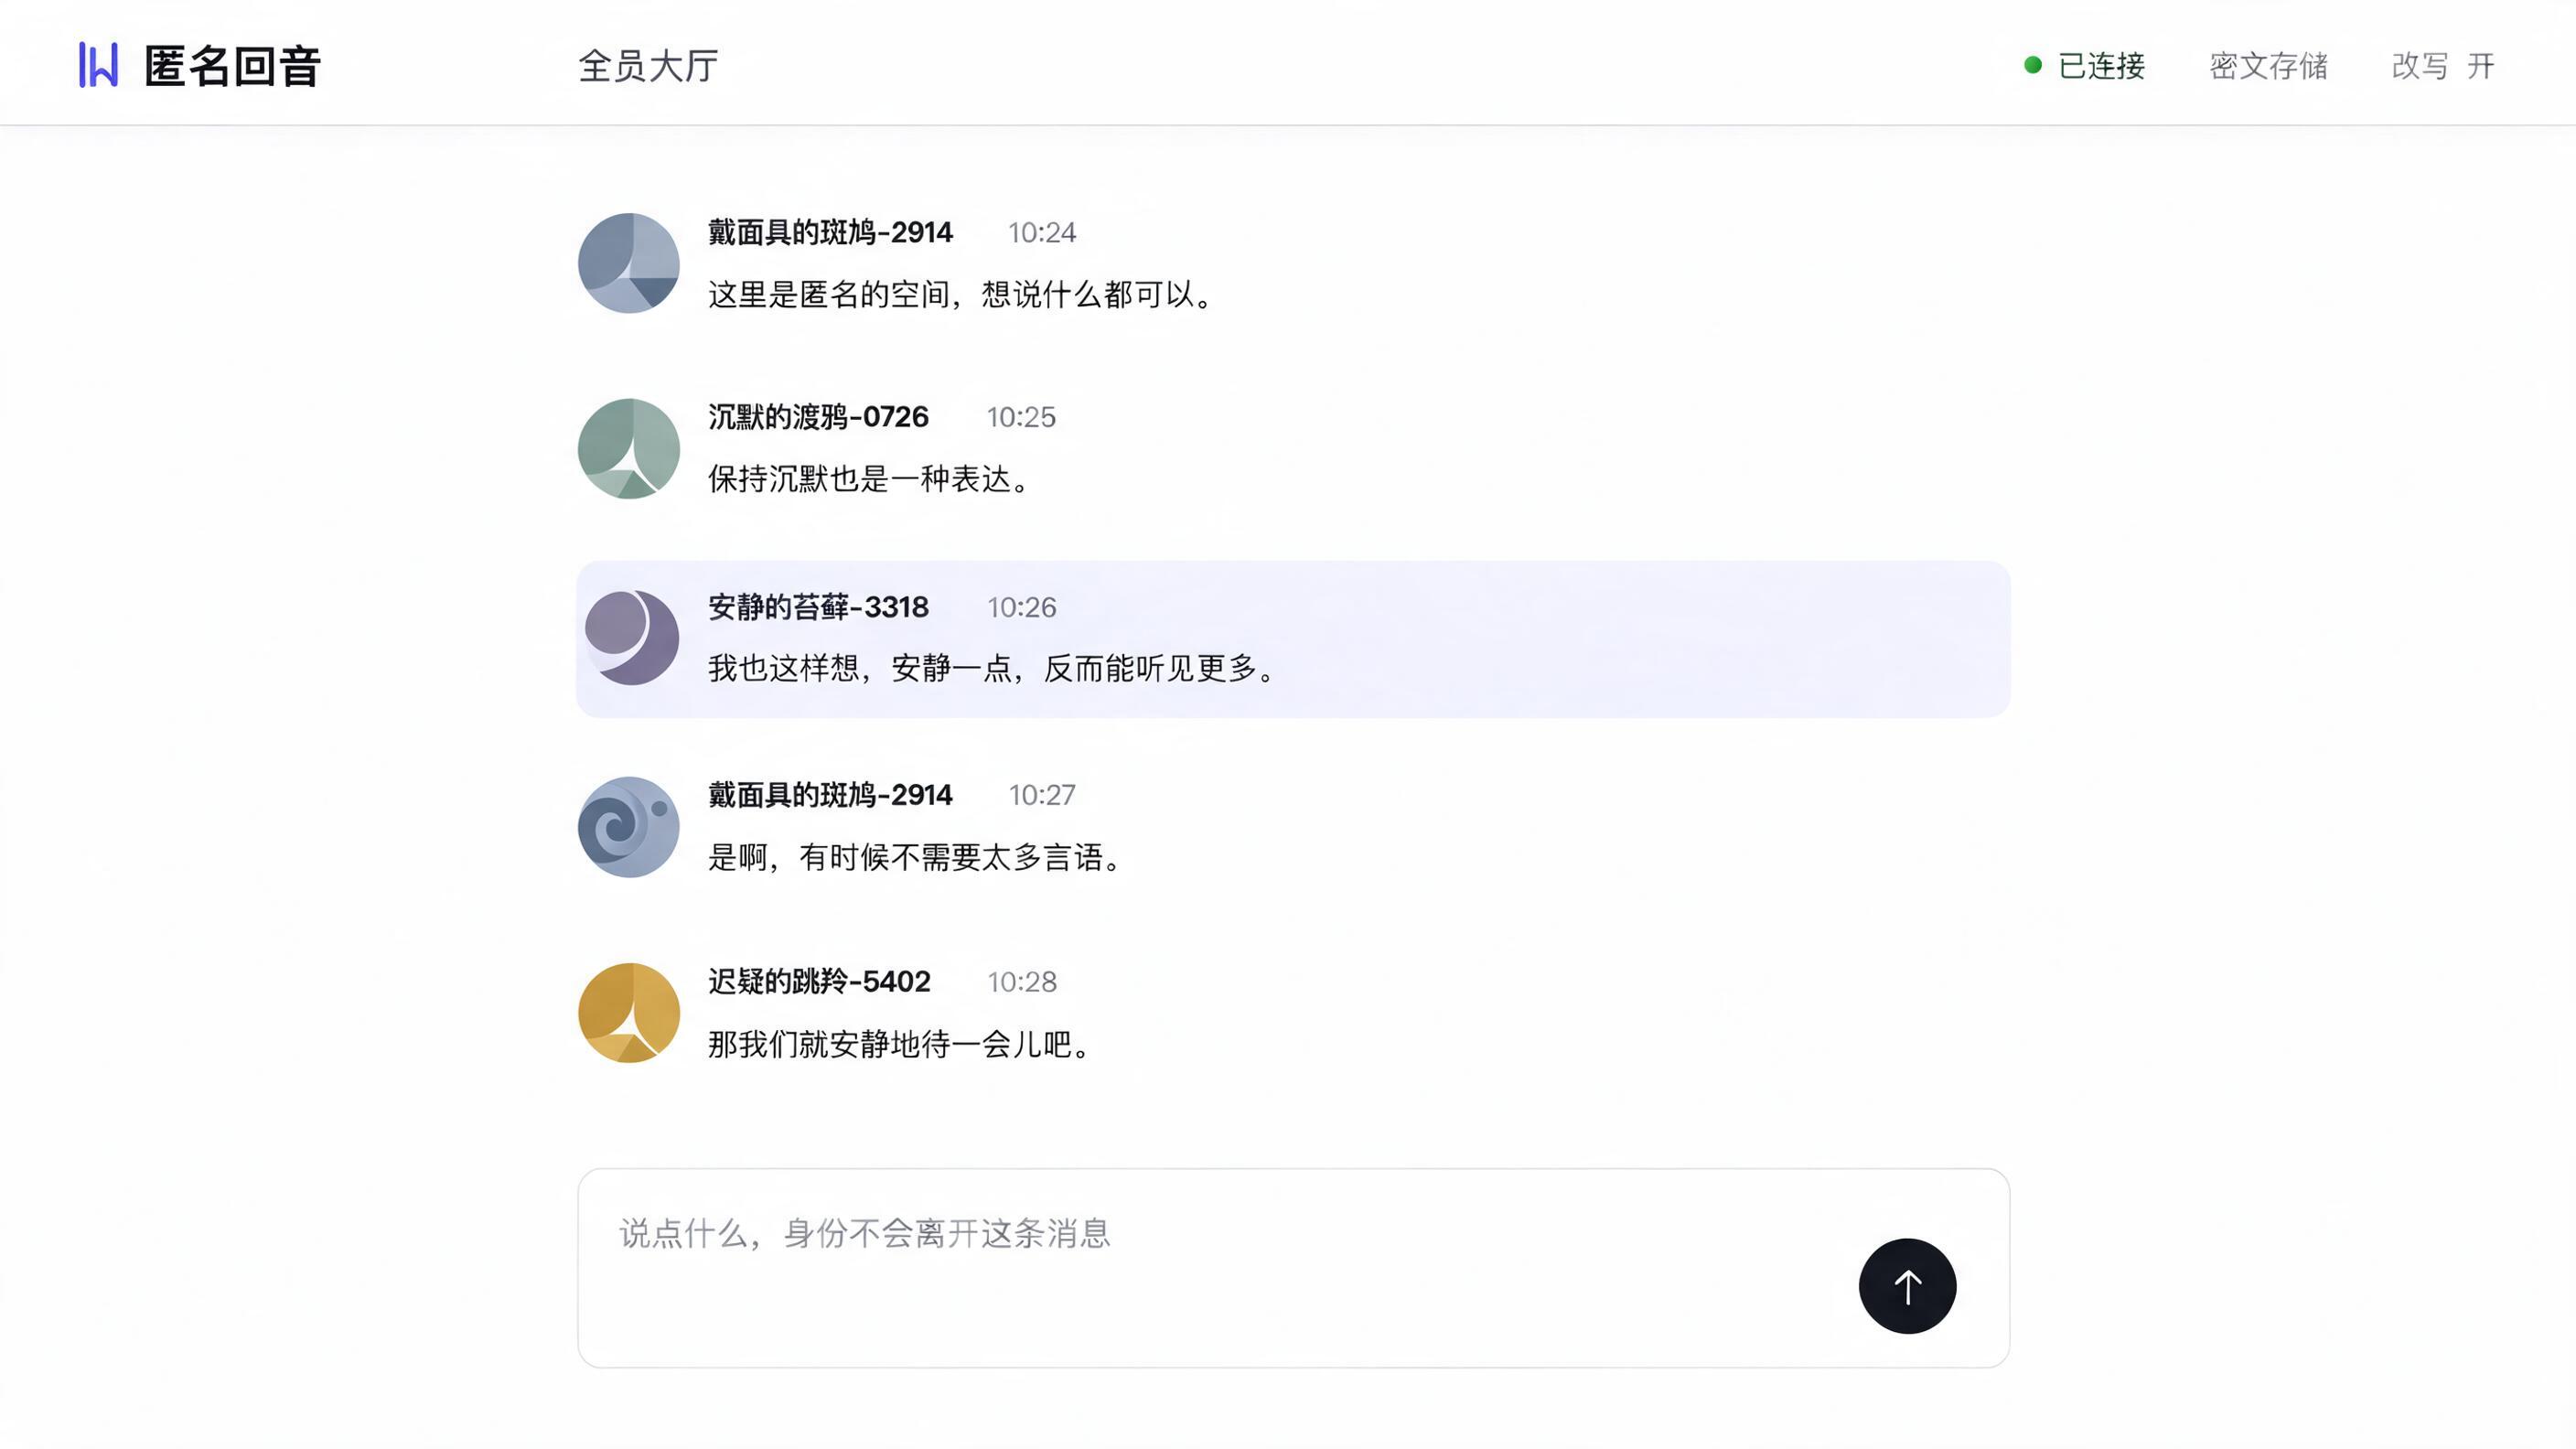 匿名回音
全员大厅
已连接
密文存储
改写 开
戴面具的斑鸠-2914 10:24
这里是匿名的空间，想说什么都可以。
沉默的渡鸦-0726 10:25
保持沉默也是一种表达。
安静的苔藓-3318 10:26
我也这样想，安静一点，反而能听见更多。
戴面具的斑鸠-2914 10:27
是啊，有时候不需要太多言语。
迟疑的跳羚-5402 10:28
那我们就安静地待一会儿吧。
说点什么，身份不会离开这条消息